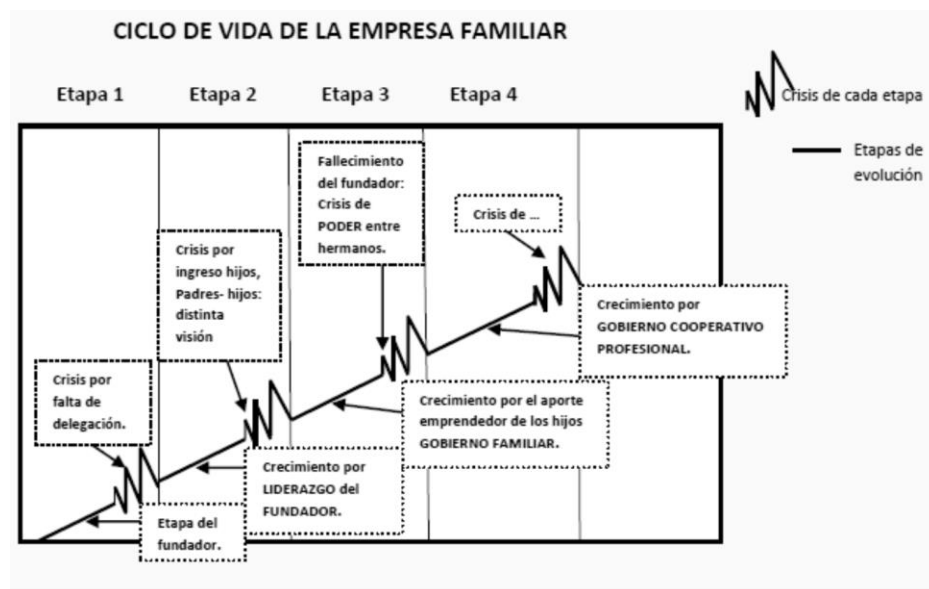 CICLO DE VIDA DE LA EMPRESA FAMILIAR
Etapa 1
Etapa 2
Etapa 3
Etapa 4
Crisis de cada etapa
Etapas de
evolución
Fallecimiento
del fundador:
Crisis de
PODER entre
hermanos.
Crisis de ...
Crisis por
ingreso hijos,
Padres- hijos:
distinta
visión
Crecimiento por
GOBIERNO COOPERATIVO
PROFESIONAL.
Crisis por
falta de
delegación.
Crecimiento por el aporte
emprendedor de los hijos
GOBIERNO FAMILIAR.
Crecimiento por
LIDERAZGO del
FUNDADOR.
Etapa del
fundador.